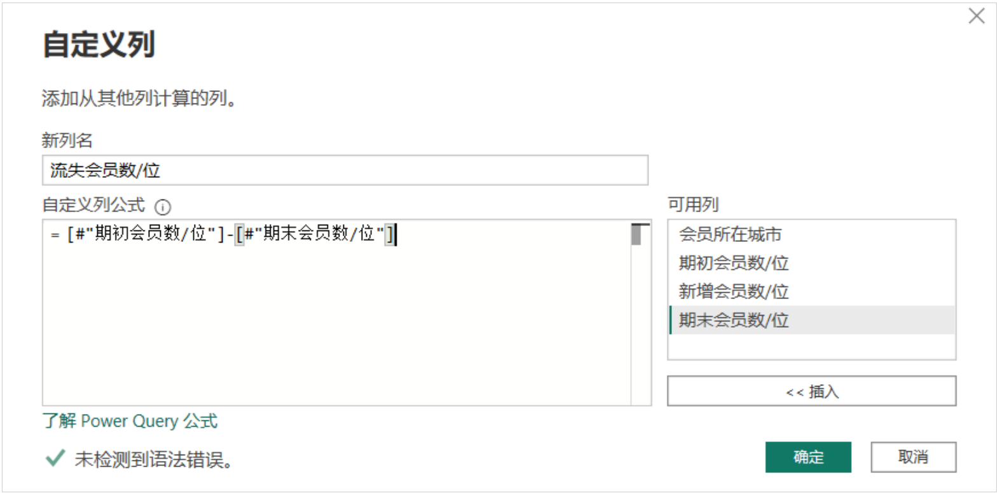 自定义列
添加从其他列计算的列。
新列名
流失会员数/位
自定义列公式
= [#"期初会员数/位"]-[#"期末会员数/位"]
可用列
会员所在城市
期初会员数/位
新增会员数/位
期末会员数/位
<< 插入
了解 Power Query 公式
未检测到语法错误。
确定
取消